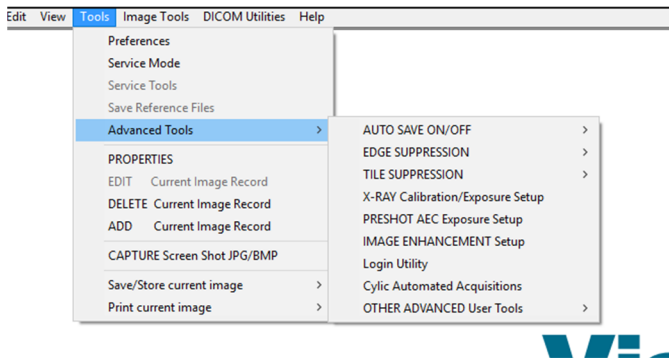 Edit View Tools Image Tools DICOM Utilities Help
Preferences
Service Mode
Service Tools
Save Reference Files
Advanced Tools
PROPERTIES
EDIT Current Image Record
DELETE Current Image Record
ADD Current Image Record
CAPTURE Screen Shot JPG/BMP
Save/Store current image
Print current image
AUTO SAVE ON/OFF
EDGE SUPPRESSION
TILE SUPPRESSION
X-RAY Calibration/Exposure Setup
PRESHOT AEC Exposure Setup
IMAGE ENHANCEMENT Setup
Login Utility
Cylic Automated Acquisitions
OTHER ADVANCED User Tools